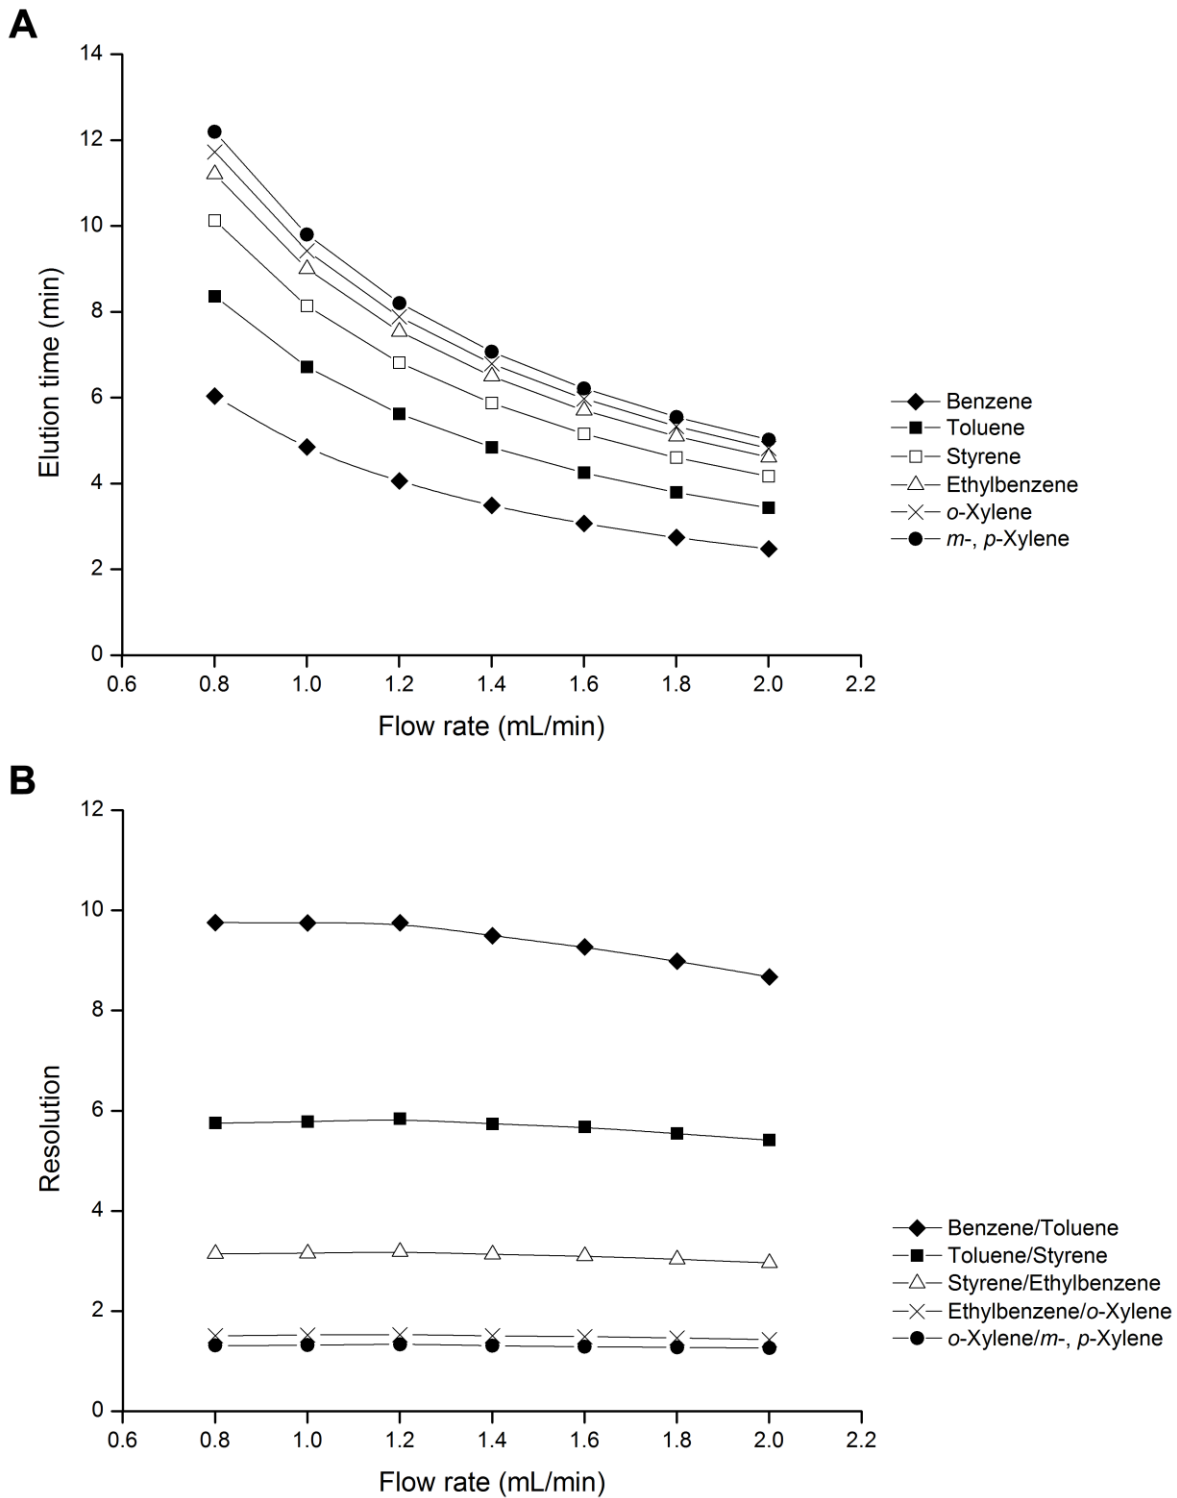 A
14
12
10
8
6
4
2
0
Elution time (min)
0.6 0.8 1.0 1.2 1.4 1.6 1.8 2.0 2.2
Flow rate (mL/min)
Benzene
Toluene
Styrene
Ethylbenzene
o-Xylene
m-, p-Xylene
B
12
10
8
6
4
2
0
Resolution
0.6 0.8 1.0 1.2 1.4 1.6 1.8 2.0 2.2
Flow rate (mL/min)
Benzene/Toluene
Toluene/Styrene
Styrene/Ethylbenzene
Ethylbenzene/o-Xylene
o-Xylene/m-, p-Xylene